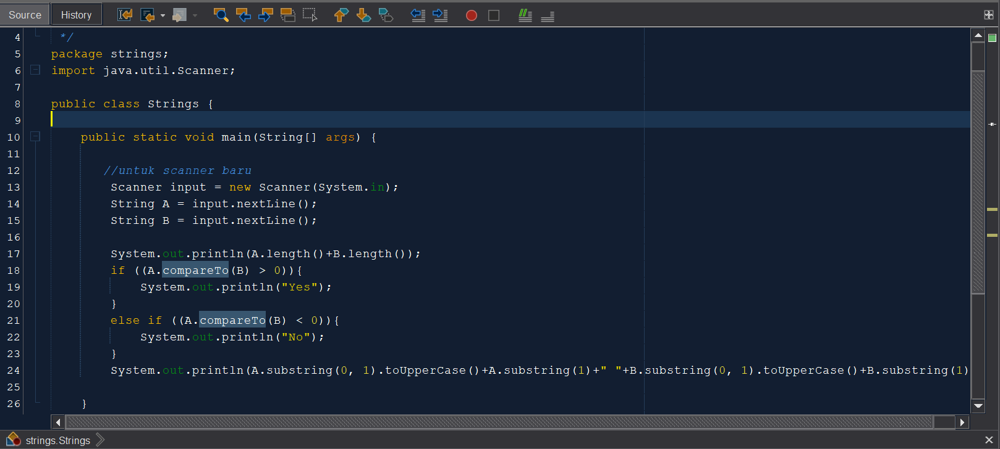 Source History
4 */
5 package strings;
6 import java.util.Scanner;
7
8 public class Strings {
9
10 public static void main(String[] args) {
11
12 //untuk scanner baru
13 Scanner input = new Scanner(System.in);
14 String A = input.nextLine();
15 String B = input.nextLine();
16
17 System.out.println(A.length()+B.length());
18 if ((A.compareTo(B) > 0)){
19 System.out.println("Yes");
20 }
21 else if ((A.compareTo(B) < 0)){
22 System.out.println("No");
23 }
24 System.out.println(A.substring(0, 1).toUpperCase()+A.substring(1)+" "+B.substring(0, 1).toUpperCase()+B.substring(1)
25
26 }
strings.Strings